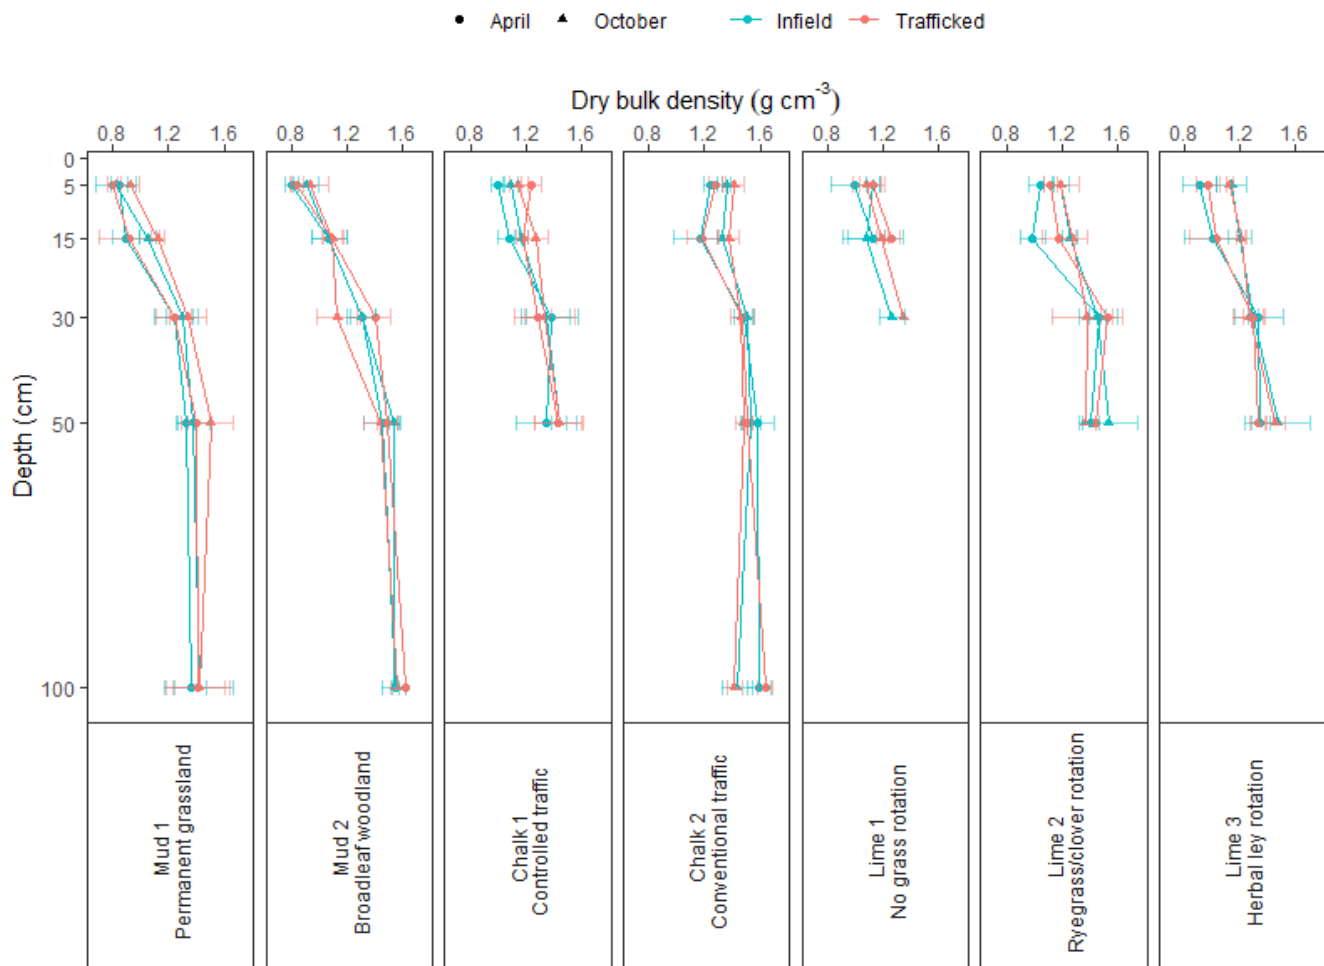 April October Infield Trafficked
Dry bulk density (g cm⁻³)
0.8 1.2 1.6 0.8 1.2 1.6 0.8 1.2 1.6 0.8 1.2 1.6 0.8 1.2 1.6 0.8 1.2 1.6 0.8 1.2 1.6
0
5
15
30
50
100
Depth (cm)
Mud 1
Permanent grassland
Mud 2
Broadleaf woodland
Chalk 1
Controlled traffic
Chalk 2
Conventional traffic
Lime 1
No grass rotation
Lime 2
Ryegrass/clover rotation
Lime 3
Herbal ley rotation